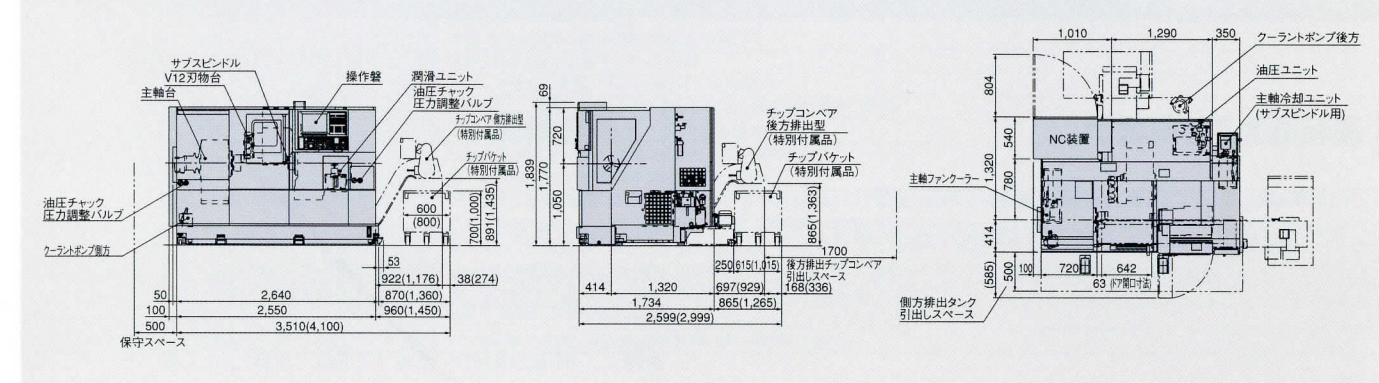 サブスピンドル
V12刃物台
主軸台
操作盤
潤滑ユニット
油圧チャック
圧力調整バルブ
チップコンベア 側方排出型
(特別付属品)
チップバケット
(特別付属品)
油圧チャック
圧力調整バルブ
クーラントポンプ側方
600
(800)
700(1,000)
891(1,435)
53
922(1,176)
38(274)
50
2,640
870(1,360)
100
2,550
960(1,450)
500
3,510(4,100)
保守スペース
69
720
1,839
1,770
1,050
チップコンベア
後方排出型
(特別付属品)
チップバケット
(特別付属品)
865(1,363)
1700
250
615(1,015)
後方排出チップコンベア
引出しスペース
414
1,320
697(929)
168(336)
1,734
865(1,265)
2,599(2,999)
1,010
1,290
350
クーラントポンプ後方
油圧ユニット
主軸冷却ユニット
(サブスピンドル用)
804
540
NC装置
1,320
780
主軸ファンクーラー
414
(585)
500
100
720
642
63
(ドア開口寸法)
側方排出タンク
引出しスペース